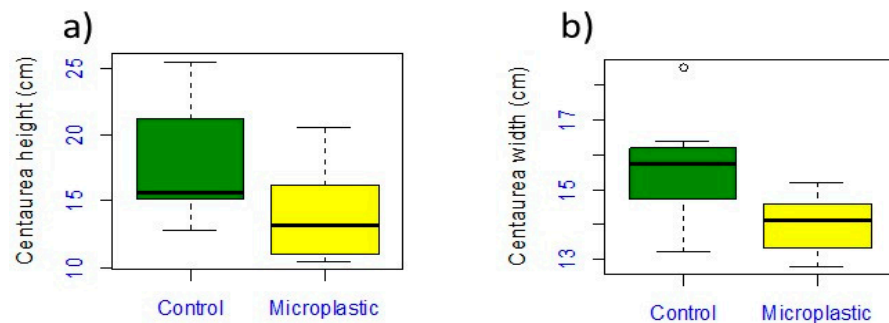 a)
Centaurea height (cm)
25
20
15
10
Control Microplastic
b)
Centaurea width (cm)
17
15
13
Control Microplastic